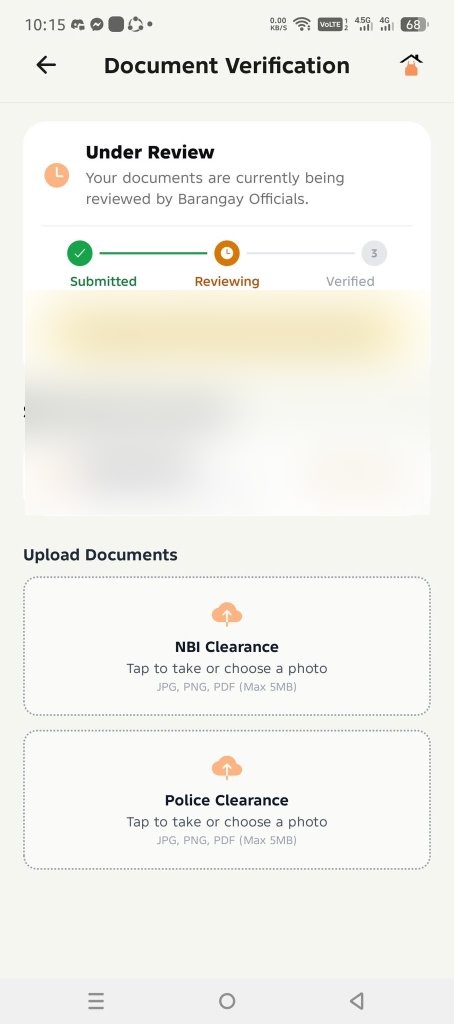 10:15
0.00 KB/S VoLTE 1 2 4.5G 4G 68
Document Verification
Under Review
Your documents are currently being
reviewed by Barangay Officials.
3
Submitted Reviewing Verified
Upload Documents
NBI Clearance
Tap to take or choose a photo
JPG, PNG, PDF (Max 5MB)
Police Clearance
Tap to take or choose a photo
JPG, PNG, PDF (Max 5MB)